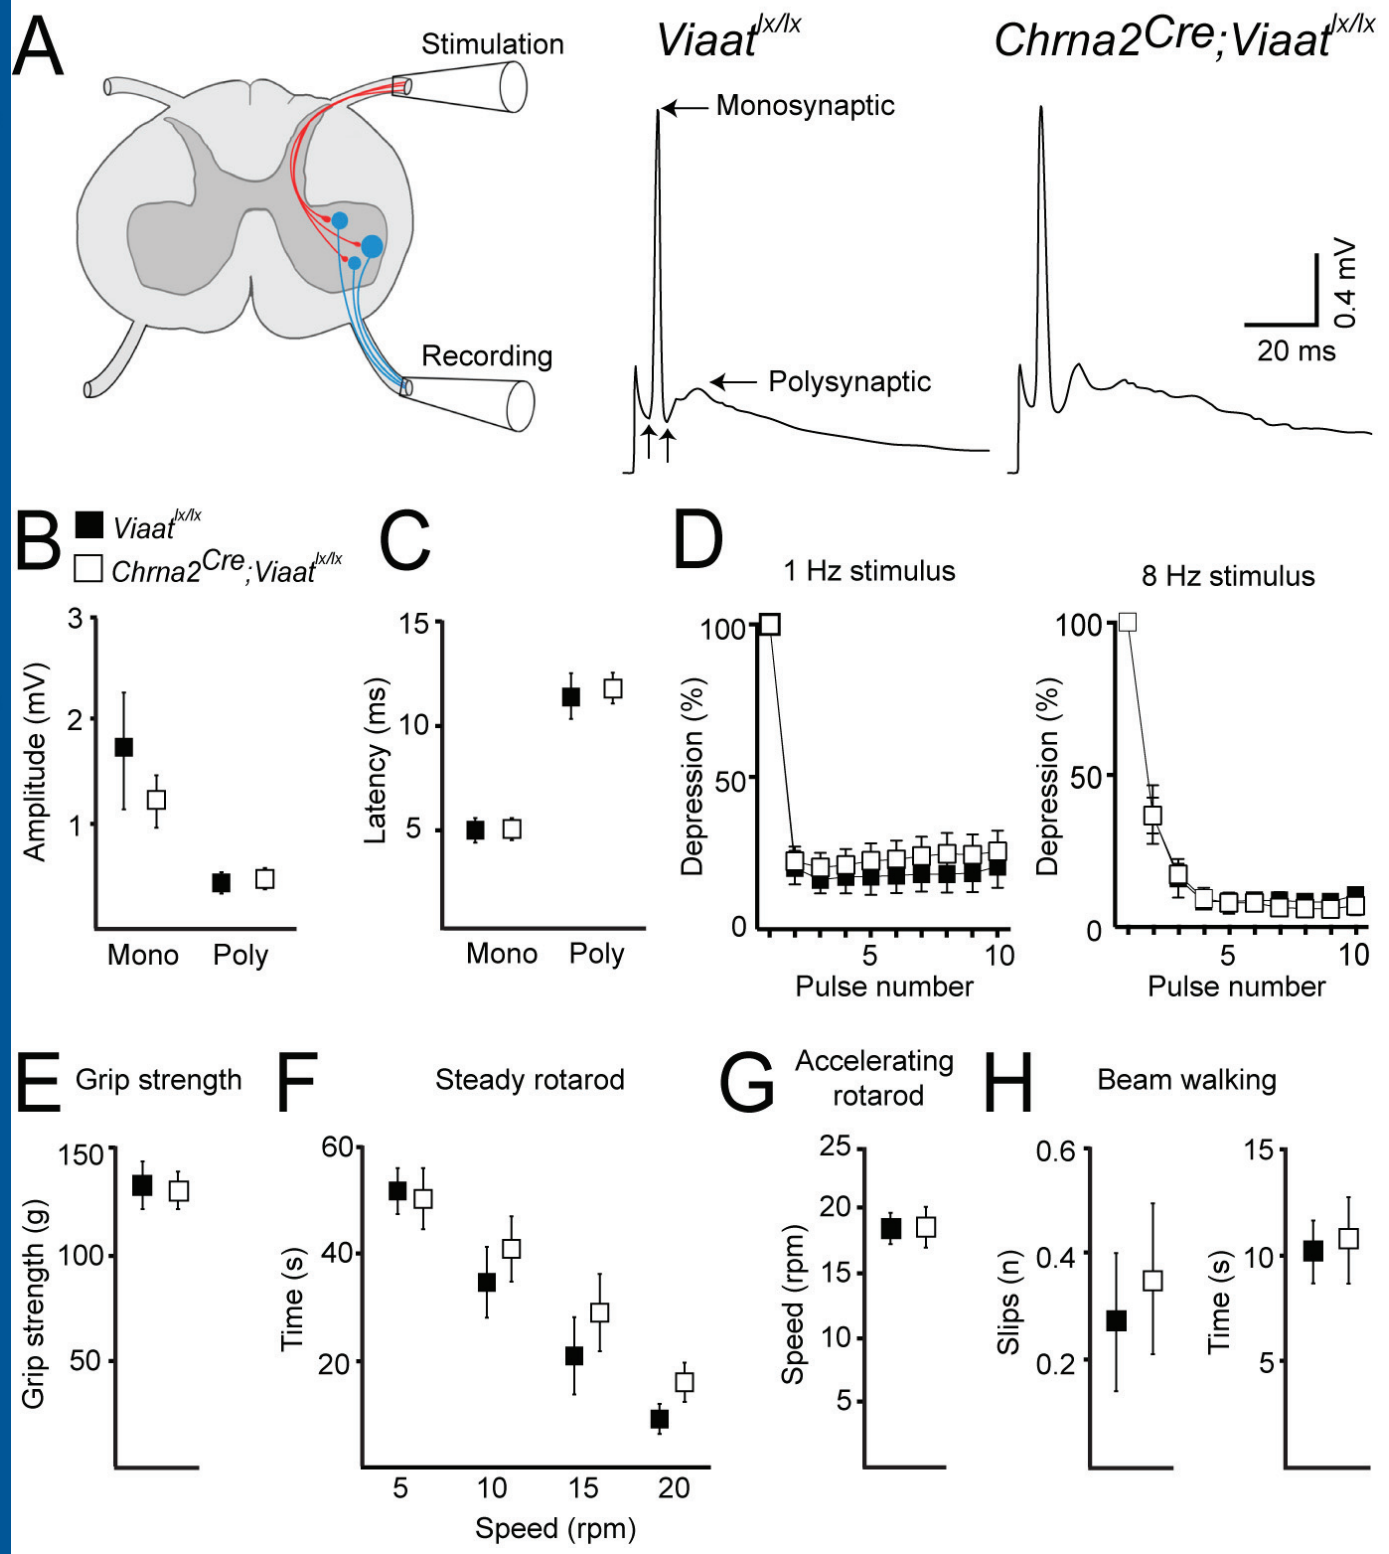 A
Stimulation
Recording
Viaat^lx/lx
Chrna2^Cre;Viaat^lx/lx
Monosynaptic
Polysynaptic
0.4 mV
20 ms
B
Viaat^lx/lx
Chrna2^Cre;Viaat^lx/lx
Amplitude (mV)
3
2
1
Mono Poly
C
Latency (ms)
15
10
5
Mono Poly
D
1 Hz stimulus
Depression (%)
100
50
0
5 10
Pulse number
8 Hz stimulus
Depression (%)
100
50
0
5 10
Pulse number
E
Grip strength
Grip strength (g)
150
100
50
F
Steady rotarod
Time (s)
60
40
20
5 10 15 20
Speed (rpm)
G
Accelerating
rotarod
Speed (rpm)
25
20
15
10
5
H
Beam walking
Slips (n)
0.6
0.4
0.2
Time (s)
15
10
5